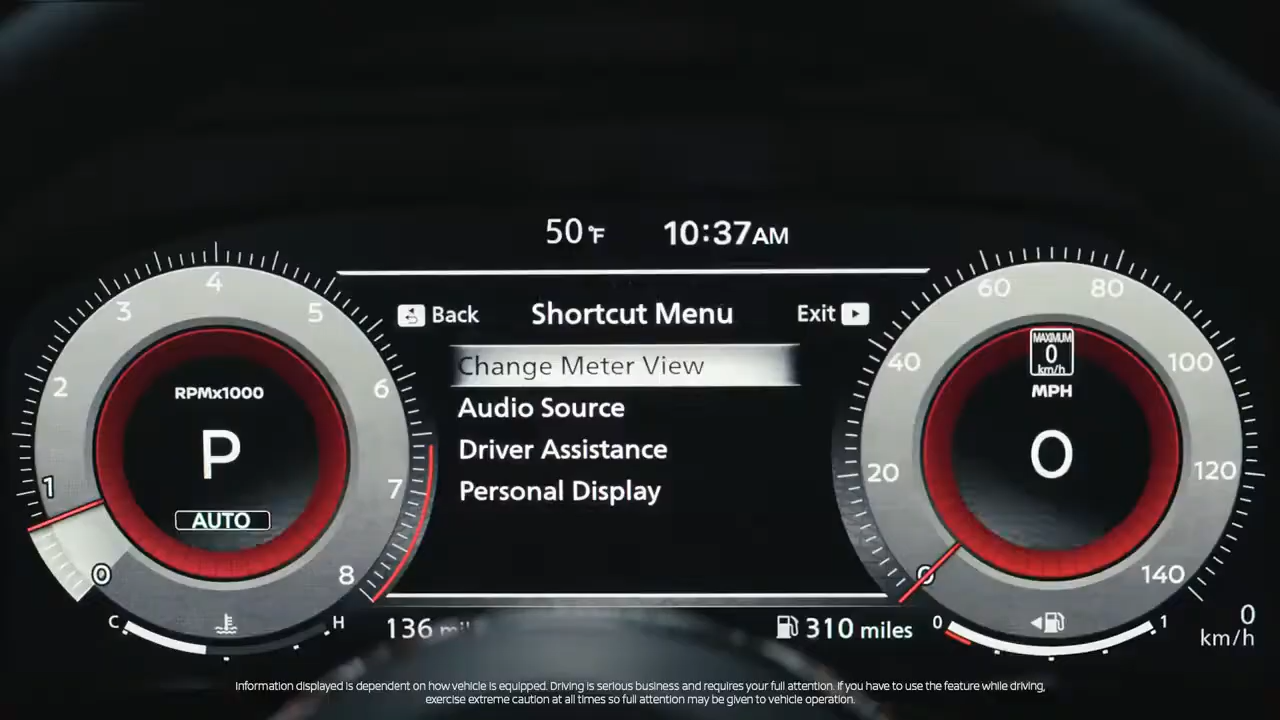 50°F 10:37AM
Back Shortcut Menu Exit
Change Meter View
Audio Source
Driver Assistance
Personal Display
0 1 2 3 4 5 6 7 8
RPMx1000
P
AUTO
C H
136
310 miles
0 20 40 60 80 100 120 140
MAXIMUM
0
km/h
MPH
0
0 1
0
km/h
Information displayed is dependent on how vehicle is equipped. Driving is serious business and requires your full attention. If you have to use the feature while driving,
exercise extreme caution at all times so full attention may be given to vehicle operation.